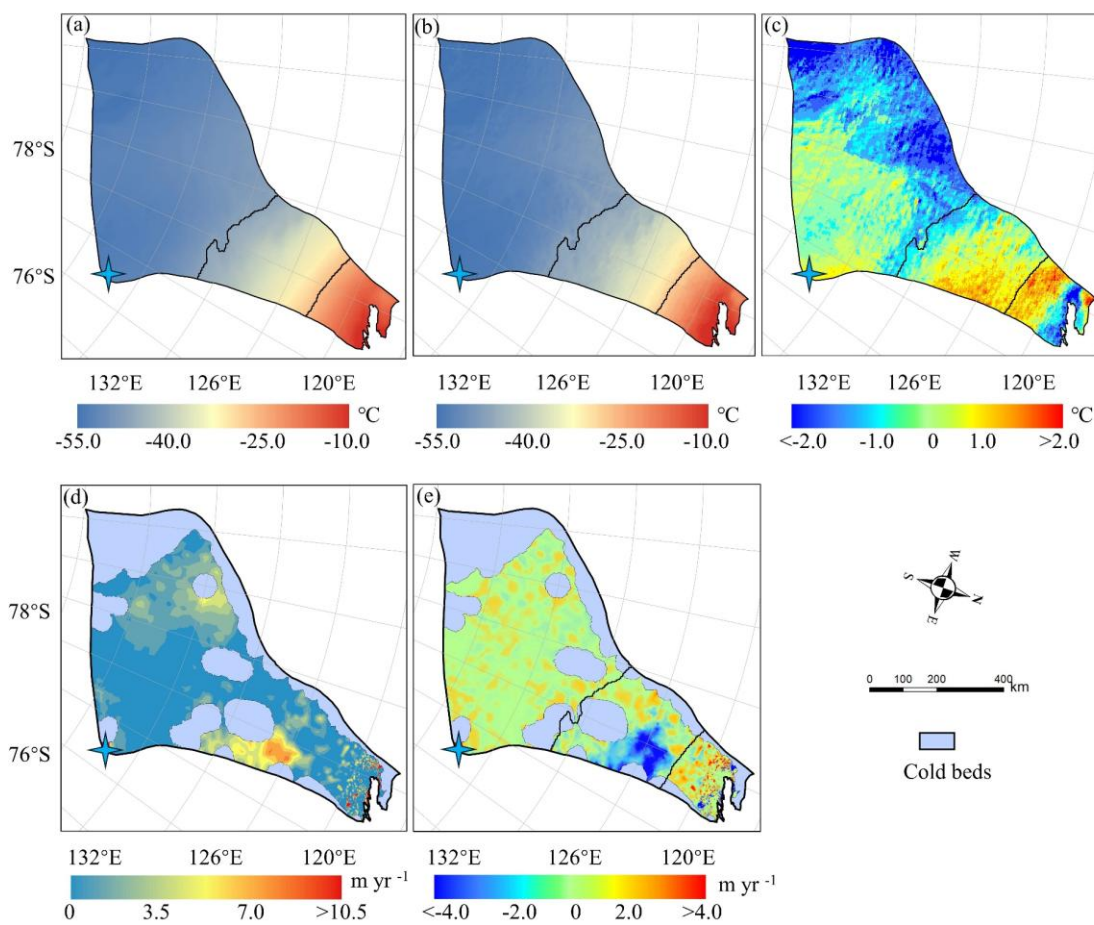 (a) (b) (c)
78°S
76°S
132°E 126°E 120°E 132°E 126°E 120°E 132°E 126°E 120°E
°C °C °C
-55.0 -40.0 -25.0 -10.0 -55.0 -40.0 -25.0 -10.0 <-2.0 -1.0 0 1.0 >2.0
(d) (e)
78°S
76°S
W
S
N
E
0 100 200 400
km
Cold beds
132°E 126°E 120°E 132°E 126°E 120°E
m yr -1 m yr -1
0 3.5 7.0 >10.5 <-4.0 -2.0 0 2.0 >4.0